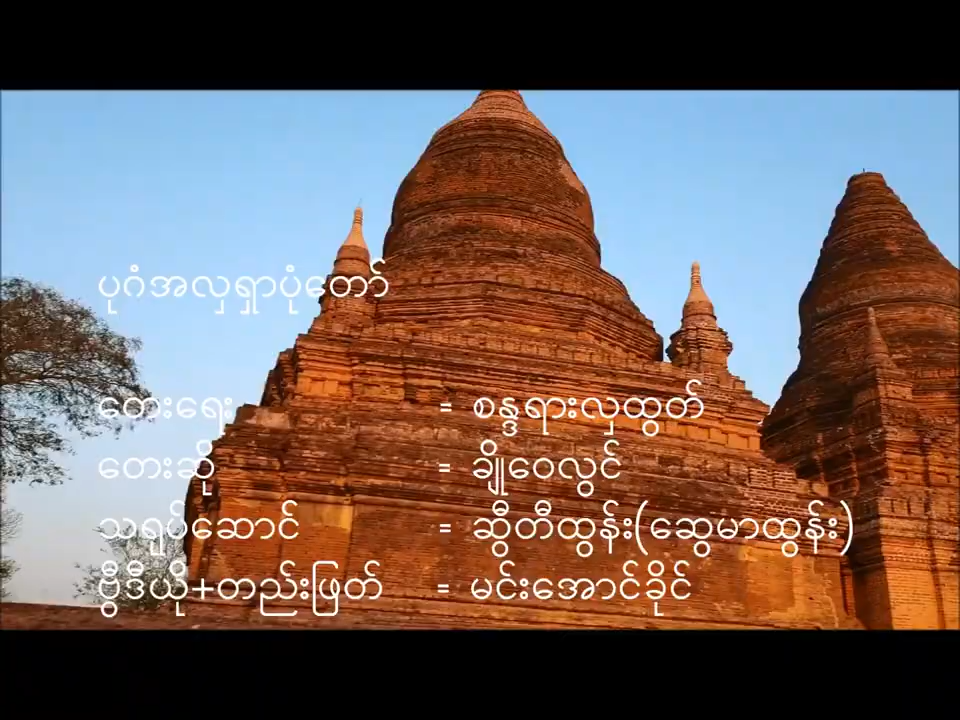 ပုဂံအလှရှာပုံတော်
တေးရေး = စန္ဒရားလှထွတ်
တေးဆို = ချိုဝေလွင်
သရုပ်ဆောင် = ဆွီတီထွန်း(ဆွေမာထွန်း)
ဗွီဒီယို+တည်းဖြတ် = မင်းအောင်ခိုင်